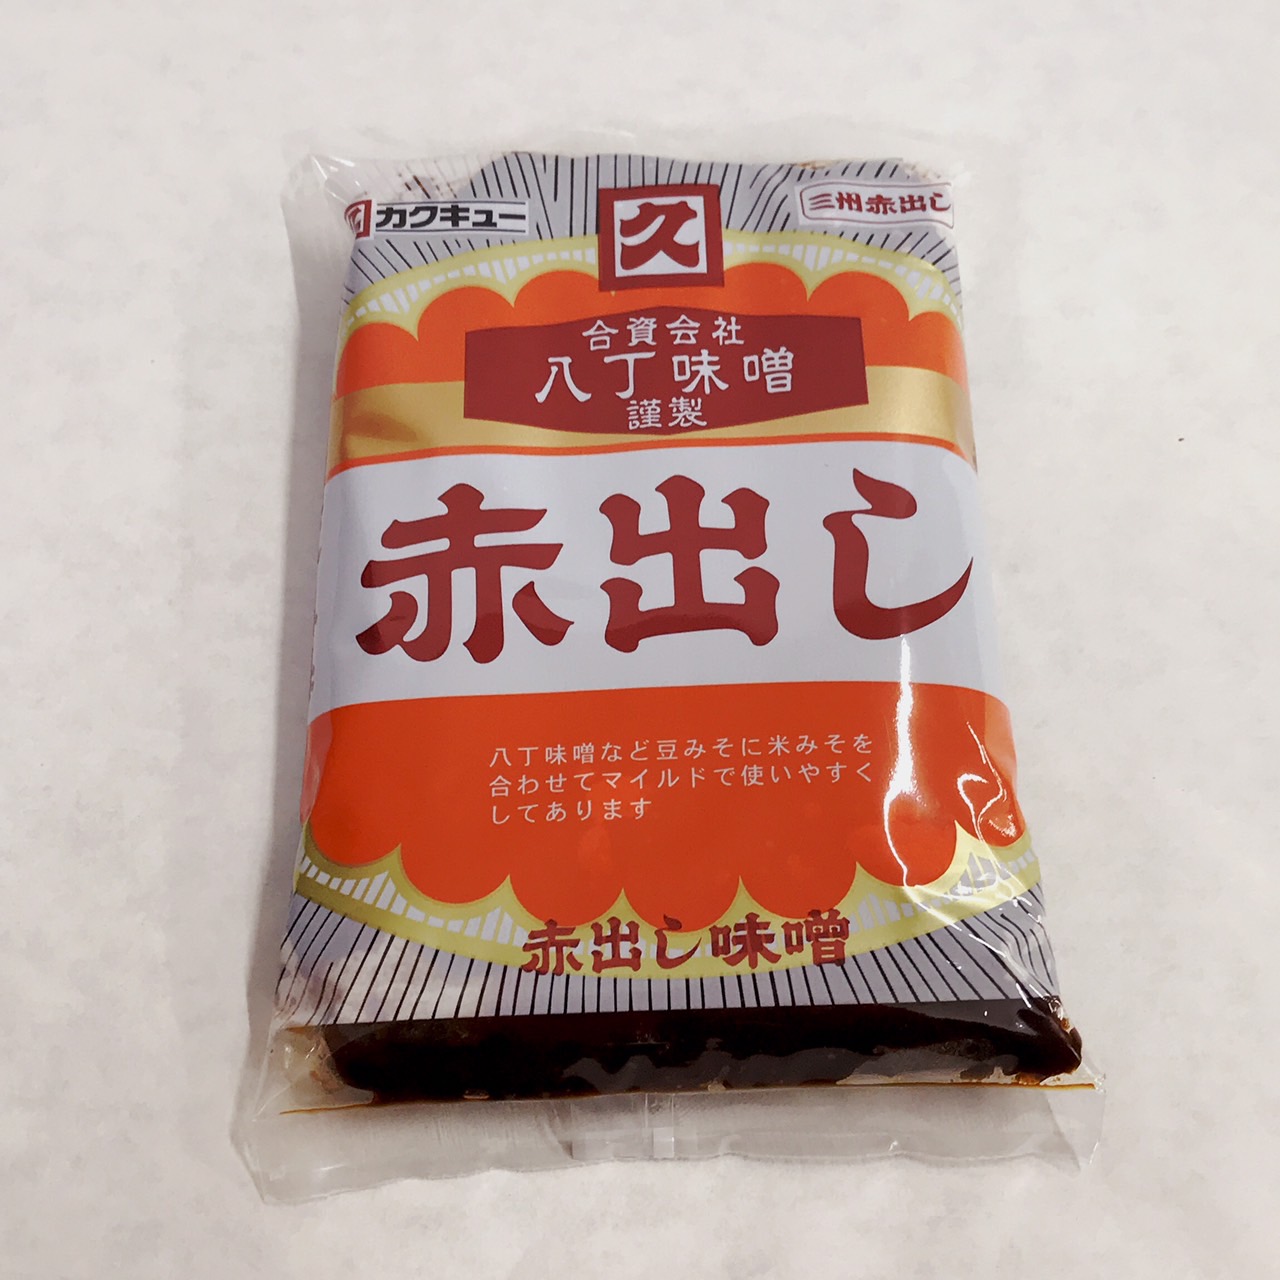 カクキュー
久
三州赤出し
合資会社
八丁味噌
謹製
赤出し
八丁味噌など豆みそに米みそを
合わせてマイルドで使いやすく
してあります
赤出し味噌